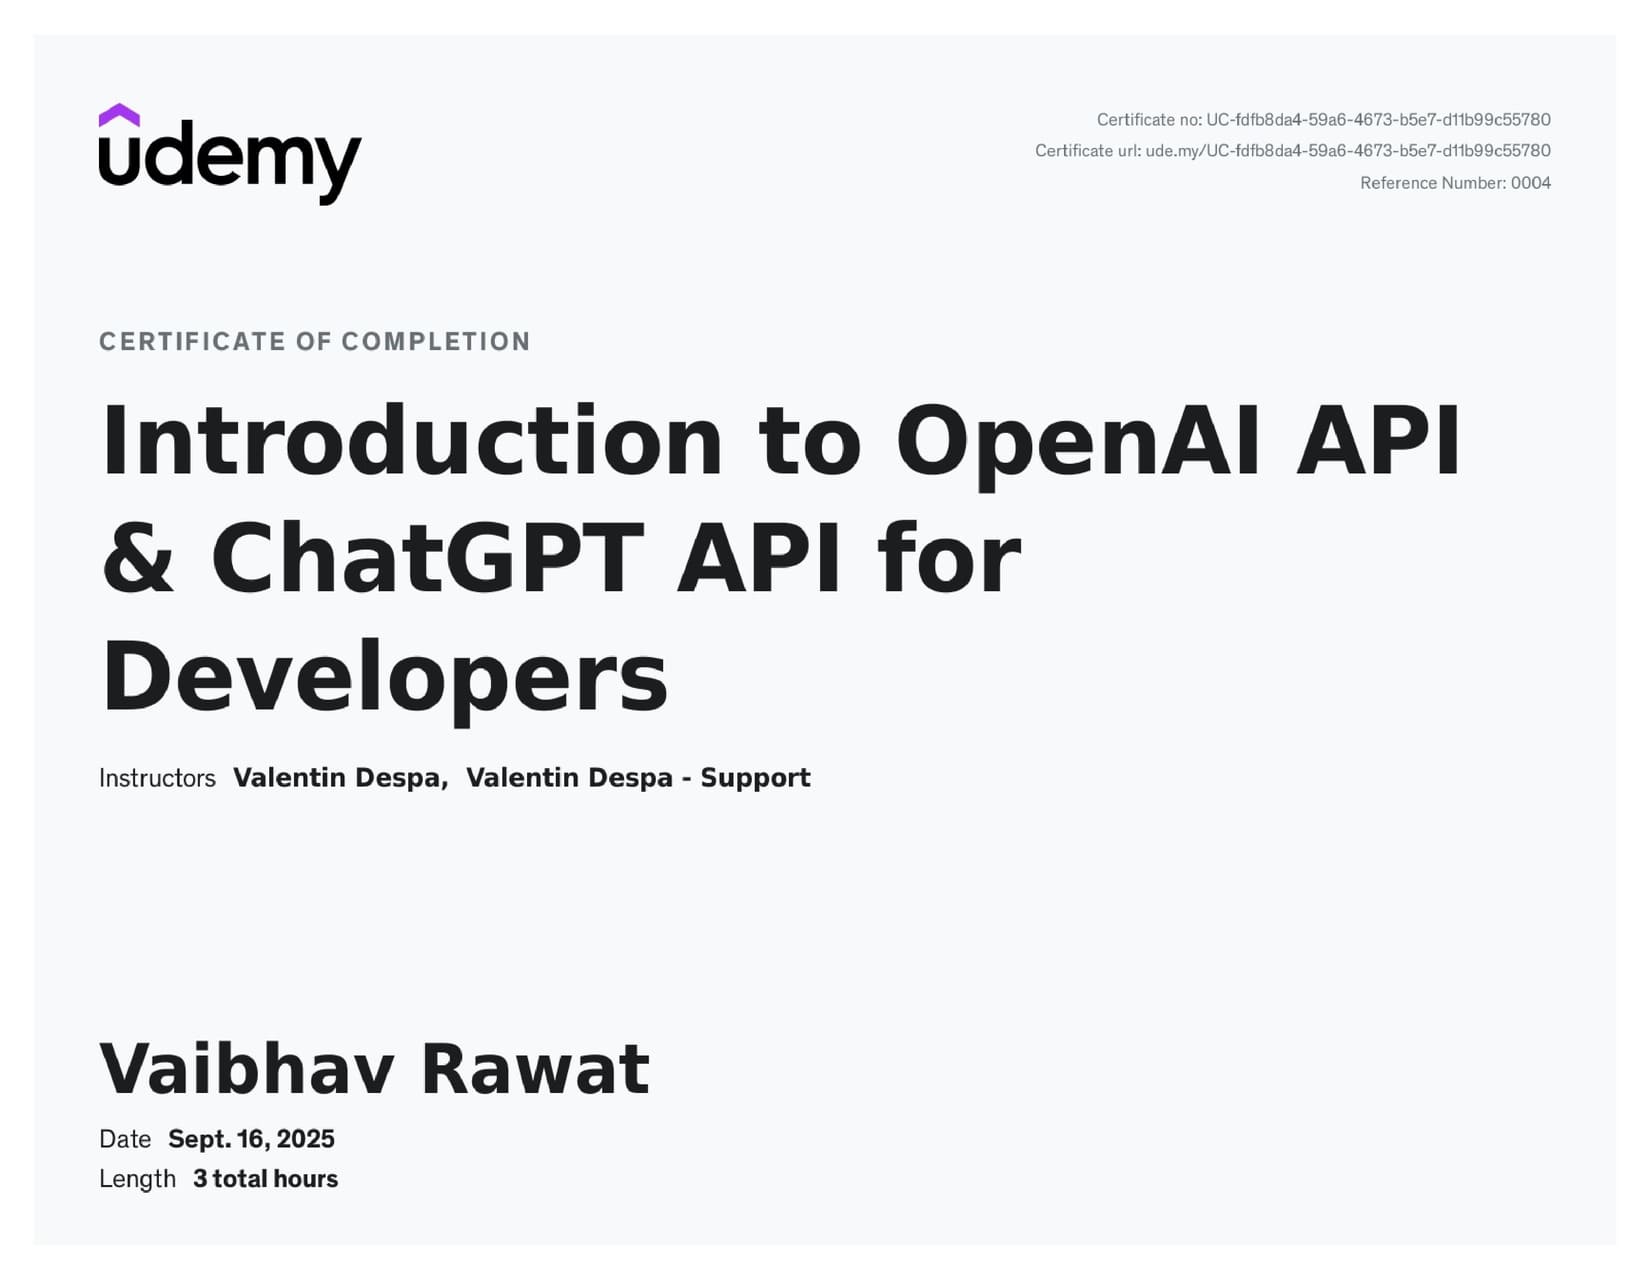 udemy
Certificate no: UC-fdfb8da4-59a6-4673-b5e7-d11b99c55780
Certificate url: ude.my/UC-fdfb8da4-59a6-4673-b5e7-d11b99c55780
Reference Number: 0004
CERTIFICATE OF COMPLETION
Introduction to OpenAI API
& ChatGPT API for
Developers
Instructors Valentin Despa, Valentin Despa - Support
Vaibhav Rawat
Date Sept. 16, 2025
Length 3 total hours